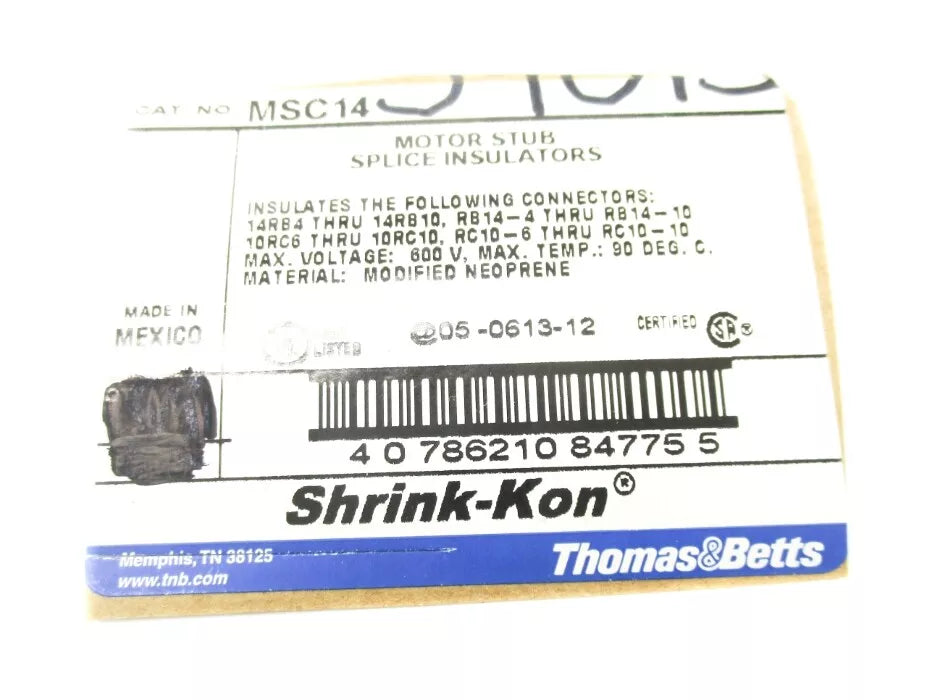 CAT NO MSC14
MOTOR STUB
SPLICE INSULATORS
INSULATES THE FOLLOWING CONNECTORS:
14RB4 THRU 14RB10, RB14-4 THRU RB14-10
10RC6 THRU 10RC10, RC10-6 THRU RC10-10
MAX. VOLTAGE: 600 V, MAX. TEMP.: 90 DEG. C.
MATERIAL: MODIFIED NEOPRENE
MADE IN
MEXICO
LISTED
05-0613-12
CERTIFIED SA ®
4 0 786210 84775 5
Shrink-Kon®
Memphis, TN 38125
www.tnb.com
Thomas&Betts